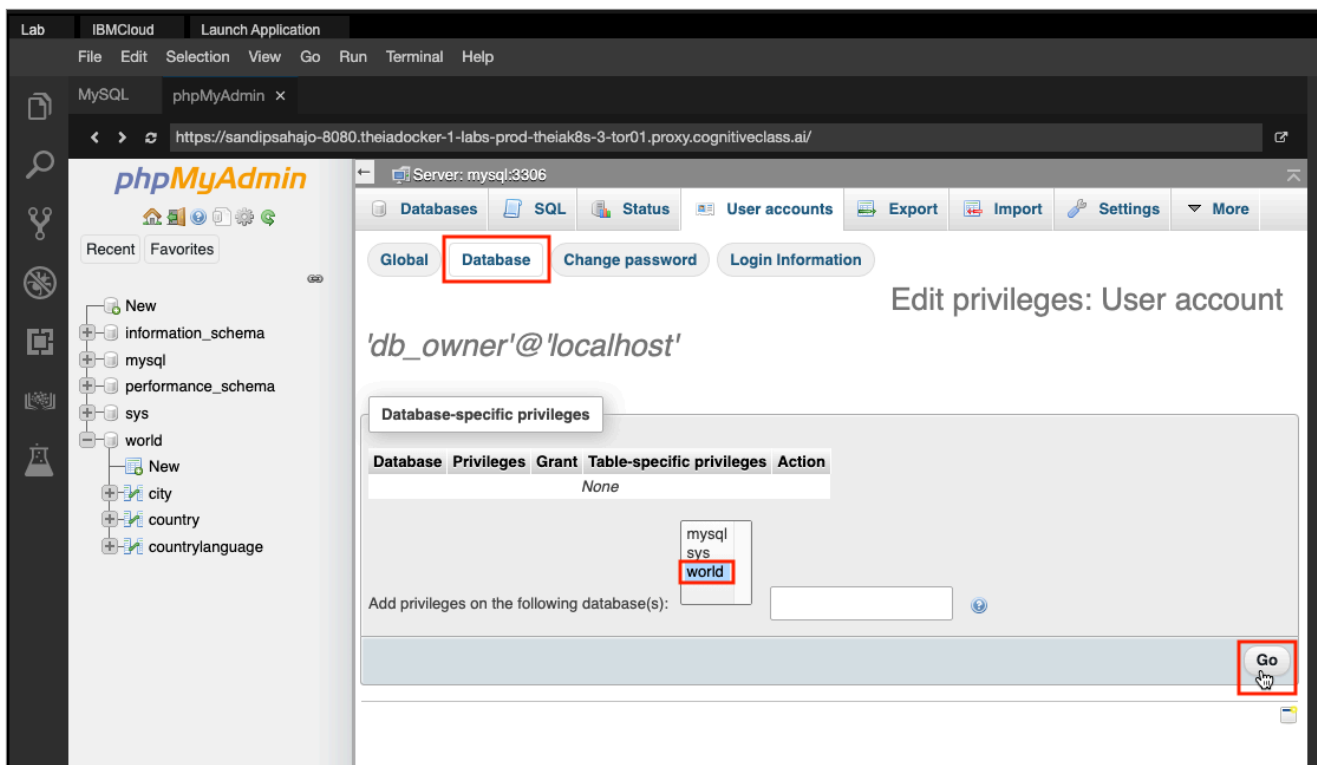 Lab IBMCloud Launch Application
File Edit Selection View Go Run Terminal Help
MySQL phpMyAdmin ×
https://sandipsahajo-8080.theiadocker-1-labs-prod-theiak8s-3-tor01.proxy.cognitiveclass.ai/
phpMyAdmin
Recent Favorites
New
information_schema
mysql
performance_schema
sys
world
New
city
country
countrylanguage
Server: mysql:3306
Databases SQL Status User accounts Export Import Settings More
Global Database Change password Login Information
Edit privileges: User account
'db_owner'@'localhost'
Database-specific privileges
Database Privileges Grant Table-specific privileges Action
None
mysql
sys
world
Add privileges on the following database(s):
Go